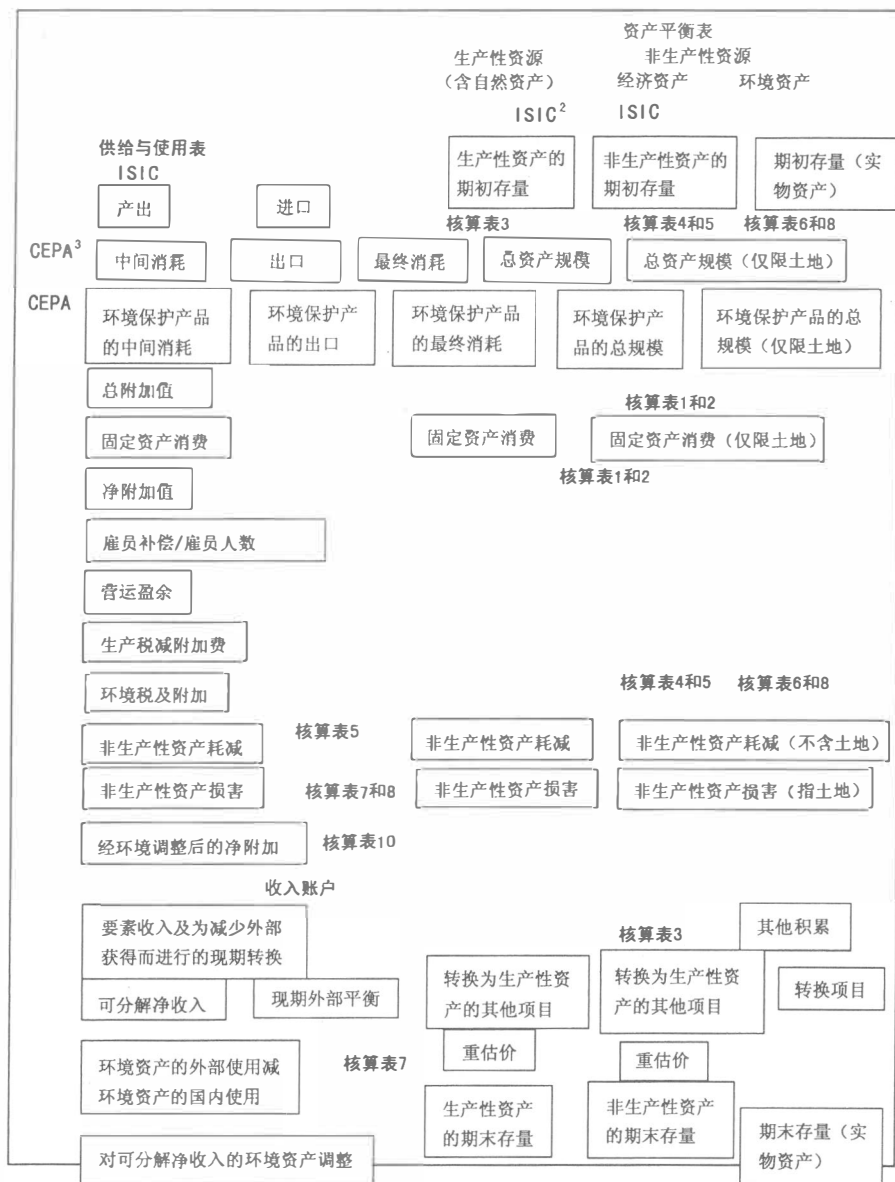 资产平衡表
生产性资源
非生产性资源
(含自然资产)
经济资产
环境资产
ISIC²
ISIC
供给与使用表
ISIC
生产性资产的
期初存量
非生产性资产的
期初存量
期初存量(实
物资产)
产出
进口
核算表3
核算表4和5
核算表6和8
CEPA³
中间消耗
出口
最终消耗
总资产规模
总资产规模(仅限土地)
CEPA
环境保护产品
的中间消耗
环境保护产
品的出口
环境保护产品
的最终消耗
环境保护产
品的总规模
环境保护产品的总
规模(仅限土地)
总附加值
核算表1和2
固定资产消费
固定资产消费
固定资产消费(仅限土地)
核算表1和2
净附加值
雇员补偿/雇员人数
营运盈余
生产税减附加费
环境税及附加
核算表4和5
核算表6和8
非生产性资产耗减
核算表5
非生产性资产耗减
非生产性资产耗减(不含土地)
非生产性资产损害
核算表7和8
非生产性资产损害
非生产性资产损害(指土地)
经环境调整后的净附加
核算表10
收入账户
要素收入及为减少外部
获得而进行的现期转换
核算表3
其他积累
可分解净收入
现期外部平衡
转换为生产性资
产的其他项目
转换为生产性资
产的其他项目
转换项目
重估价
重估价
环境资产的外部使用减
环境资产的国内使用
核算表7
生产性资产
的期末存量
非生产性资产
的期末存量
期末存量(实
物资产)
对可分解净收入的环境资产调整